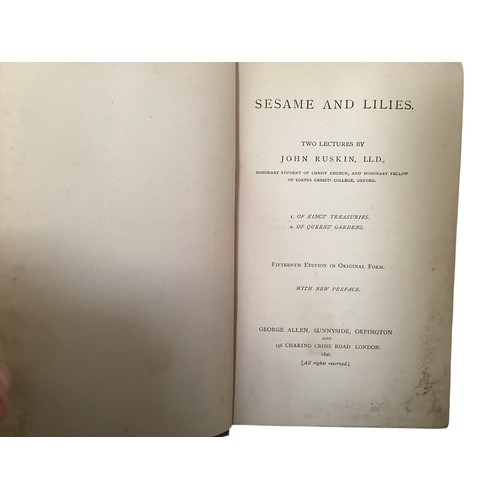 SESAME AND LILIES.
TWO LECTURES BY
JOHN RUSKIN, LL.D.,
HONORARY STUDENT OF CHRIST CHURCH, AND HONORARY FELLOW
OF CORPUS CHRISTI COLLEGE, OXFORD.
1. OF KINGS' TREASURIES.
2. OF QUEENS' GARDENS.
FIFTEENTH EDITION IN ORIGINAL FORM.
WITH NEW PREFACE.
GEORGE ALLEN, SUNNYSIDE, ORPINGTON
AND
156 CHARING CROSS ROAD LONDON.
[All rights reserved.]